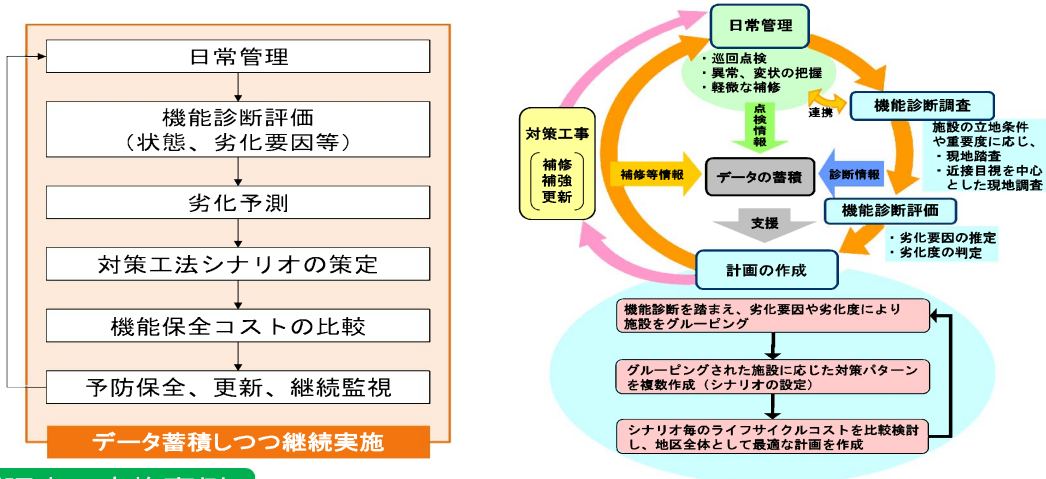 日常管理
機能診断評価
（状態、劣化要因等）
劣化予測
対策工法シナリオの策定
機能保全コストの比較
予防保全、更新、継続監視
データ蓄積しつつ継続実施
日常管理
・巡回点検
・異常、変状の把握
・軽微な補修
連携
機能診断調査
施設の立地条件
や重要度に応じ、
・現地踏査
・近接目視を中心
とした現地調査
点検情報
対策工事
補修
補強
更新
補修等情報
データの蓄積
診断情報
機能診断評価
・劣化要因の推定
・劣化度の判定
支援
計画の作成
機能診断を踏まえ、劣化要因や劣化度により
施設をグルーピング
グルーピングされた施設に応じた対策パターン
を複数作成（シナリオの設定）
シナリオ毎のライフサイクルコストを比較検討
し、地区全体として最適な計画を作成